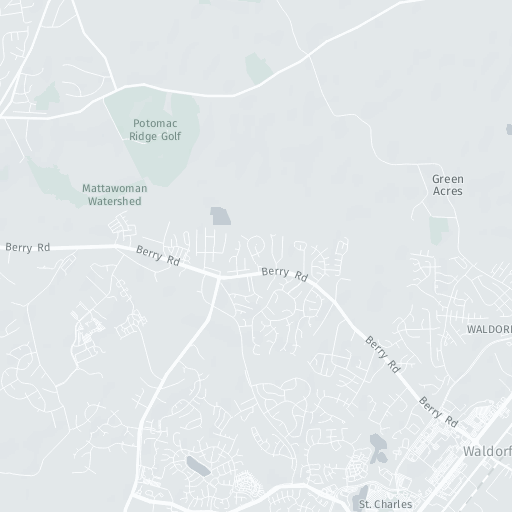 Potomac
Ridge Golf
Green
Acres
Mattawoman
Watershed
Berry Rd
Berry Rd
Berry Rd
WALDORF
Berry Rd
Berry Rd
Waldorf
St. Charles